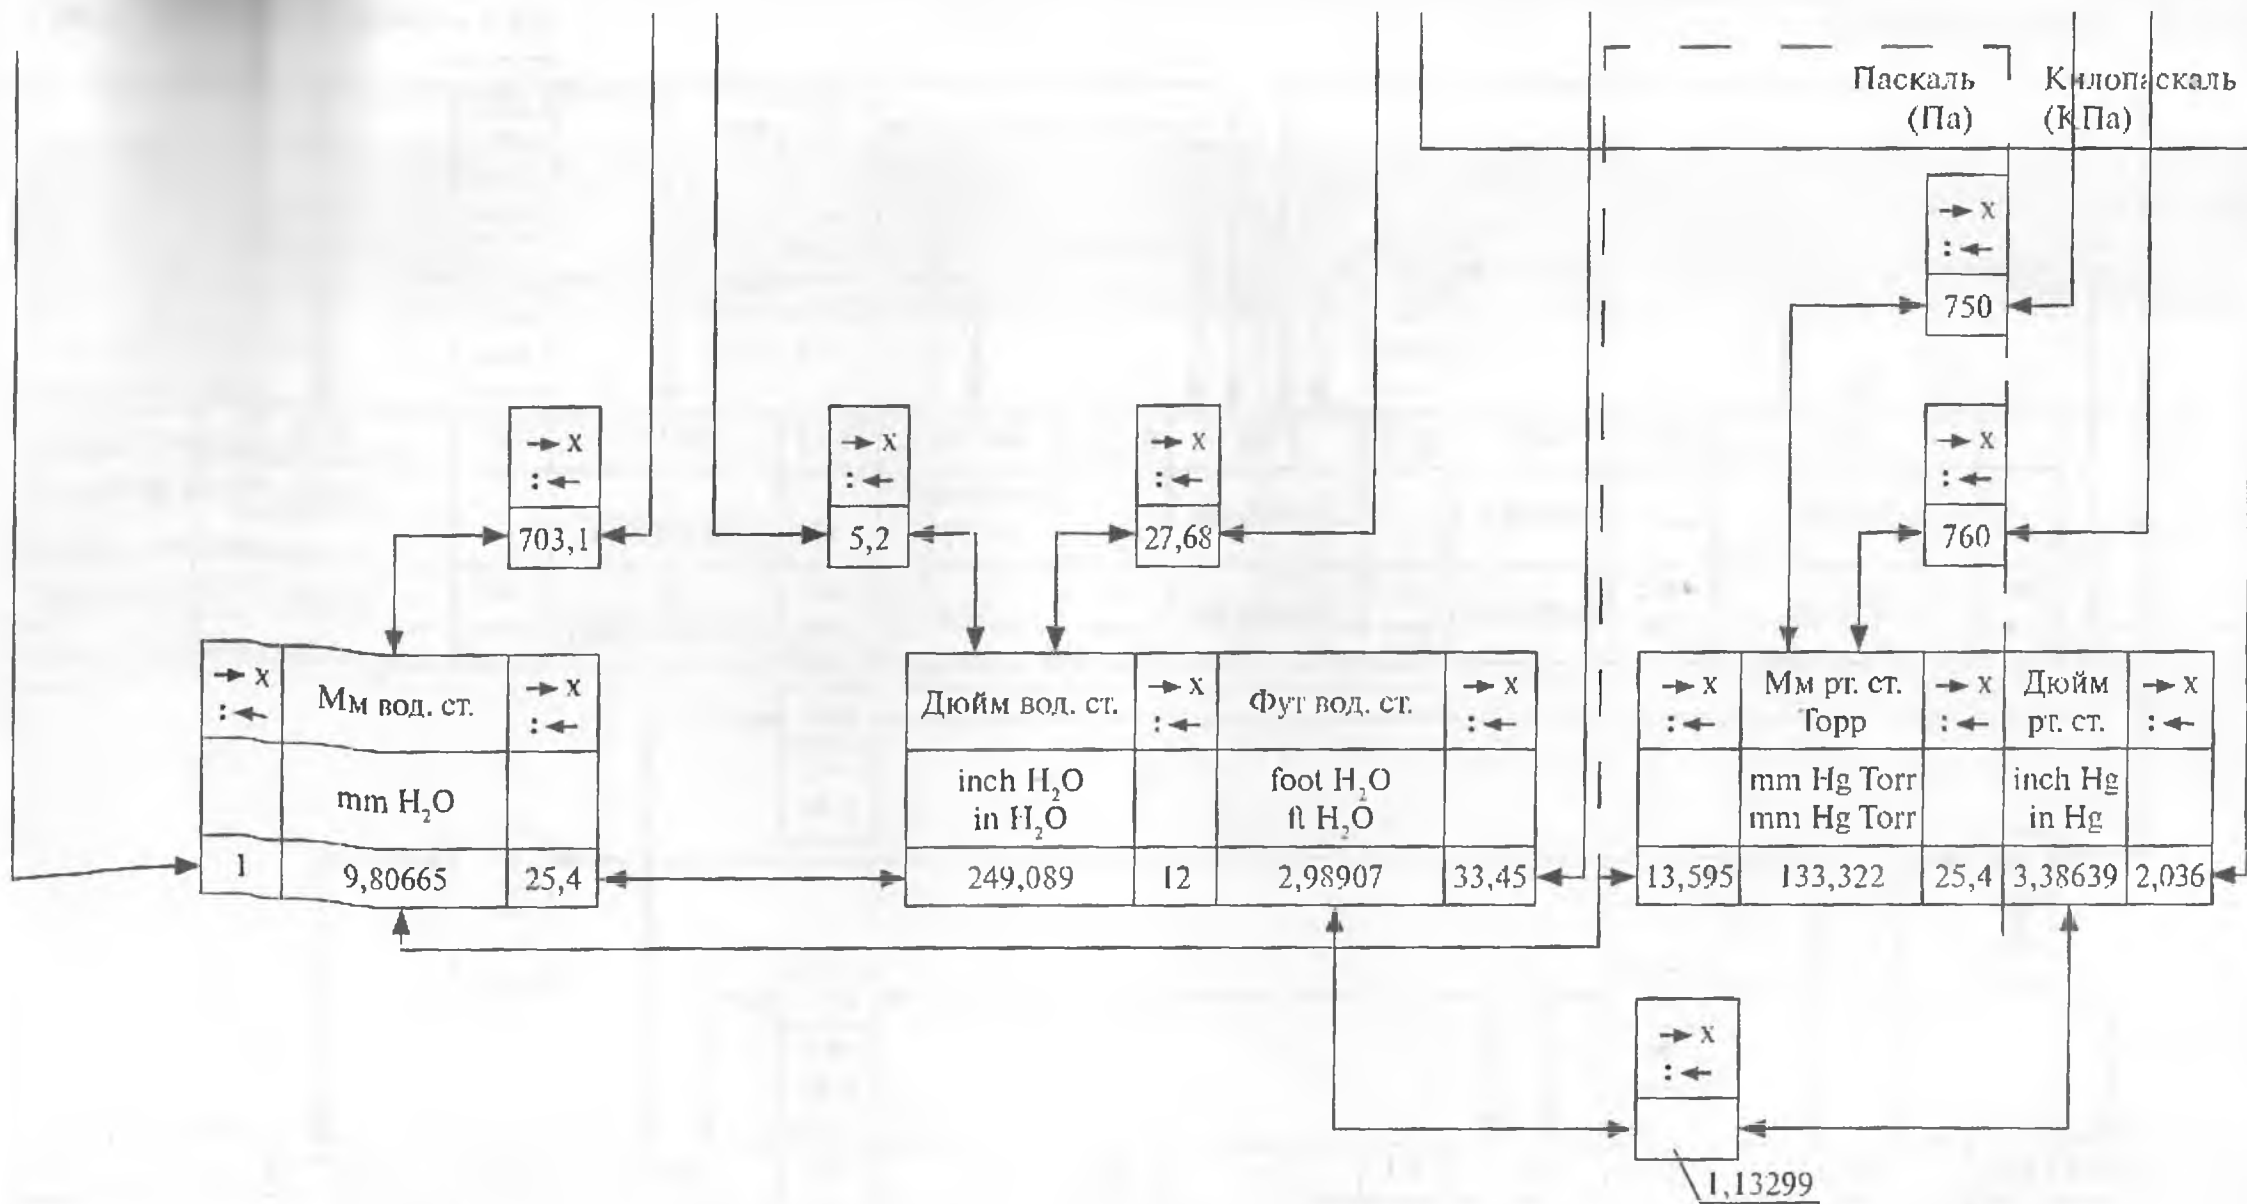 Паскаль
(Па)
Килопаскаль
(КПа)
→ x
: ←
750
→ x
: ←
703,1
→ x
: ←
5,2
→ x
: ←
27,68
→ x
: ←
760
→ x
: ←
Мм вод. ст.
→ x
: ←
mm H₂O
1
9,80665
25,4
Дюйм вод. ст.
→ x
: ←
Фут вод. ст.
→ x
: ←
inch H₂O
in H₂O
foot H₂O
ft H₂O
249,089
12
2,98907
33,45
→ x
: ←
Мм рт. ст.
Торр
→ x
: ←
Дюйм
рт. ст.
→ x
: ←
mm Hg Torr
mm Hg Torr
inch Hg
in Hg
13,595
133,322
25,4
3,38639
2,036
→ x
: ←
1,13299